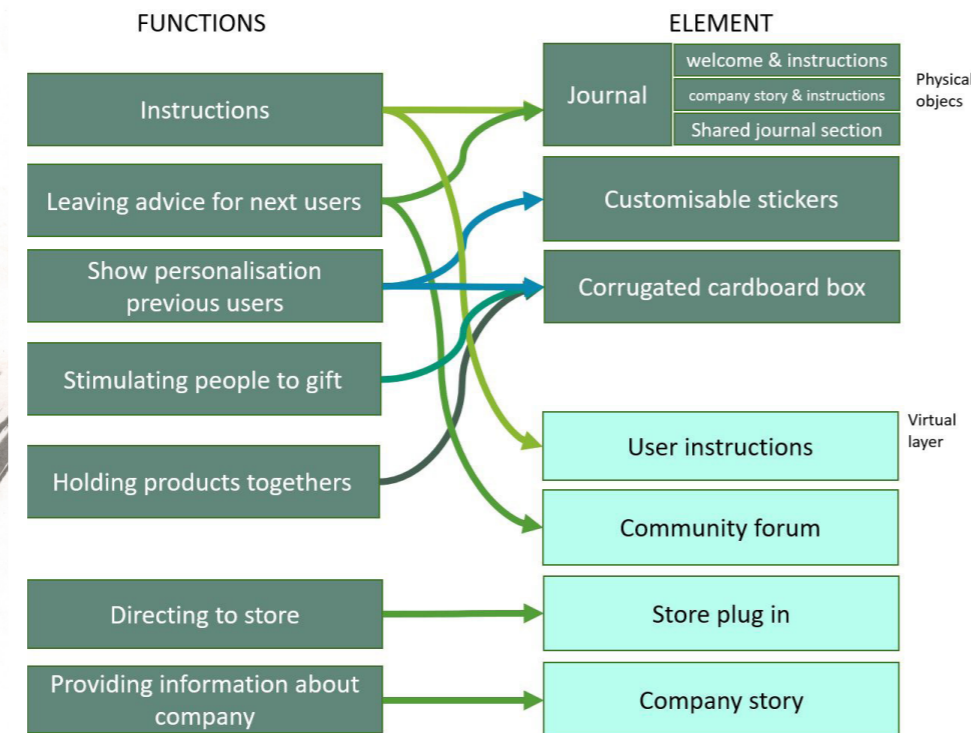 FUNCTIONS
Instructions
Leaving advice for next users
Show personalisation
previous users
Stimulating people to gift
Holding products togethers
Directing to store
Providing information about
company
ELEMENT
Journal
welcome & instructions
company story & instructions
Shared journal section
Customisable stickers
Corrugated cardboard box
Physical
objecs
User instructions
Community forum
Store plug in
Company story
Virtual
layer